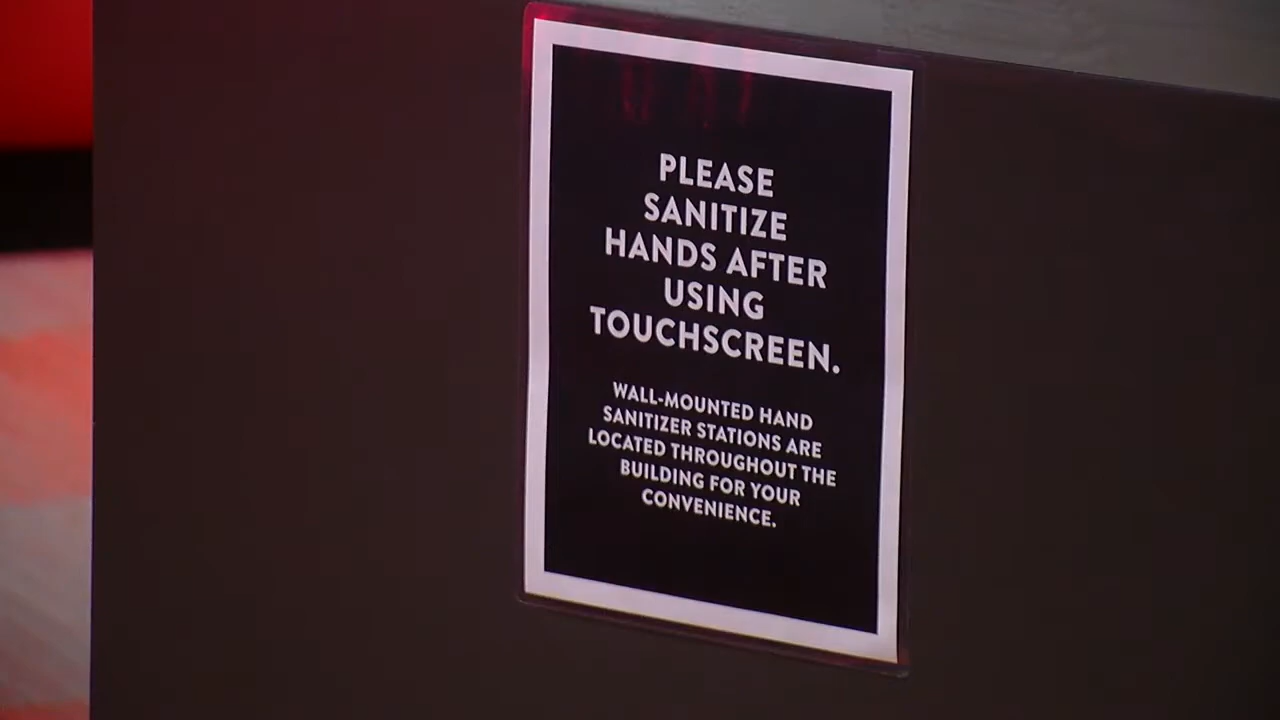 PLEASE
SANITIZE
HANDS AFTER
USING
TOUCHSCREEN.
WALL-MOUNTED HAND
SANITIZER STATIONS ARE
LOCATED THROUGHOUT THE
BUILDING FOR YOUR
CONVENIENCE.